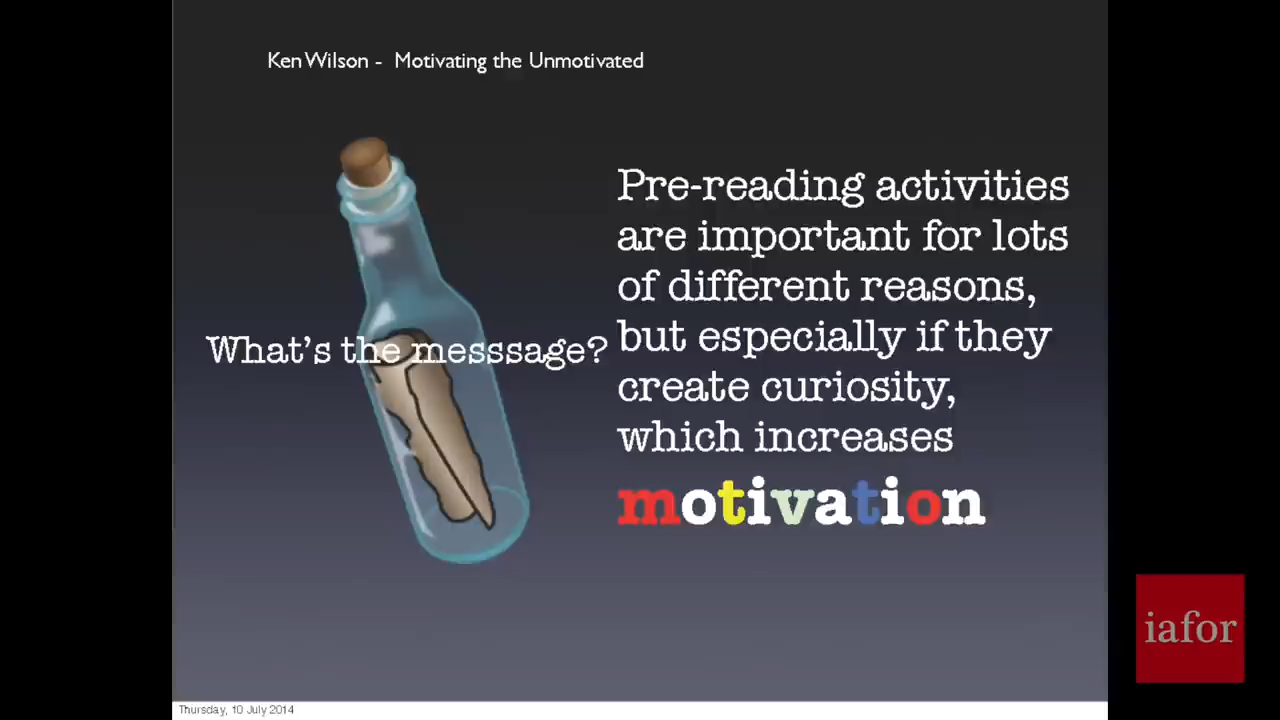 Ken Wilson - Motivating the Unmotivated
What's the messsage?
Pre-reading activities
are important for lots
of different reasons,
but especially if they
create curiosity,
which increases
motivation
iafor
Thursday, 10 July 2014